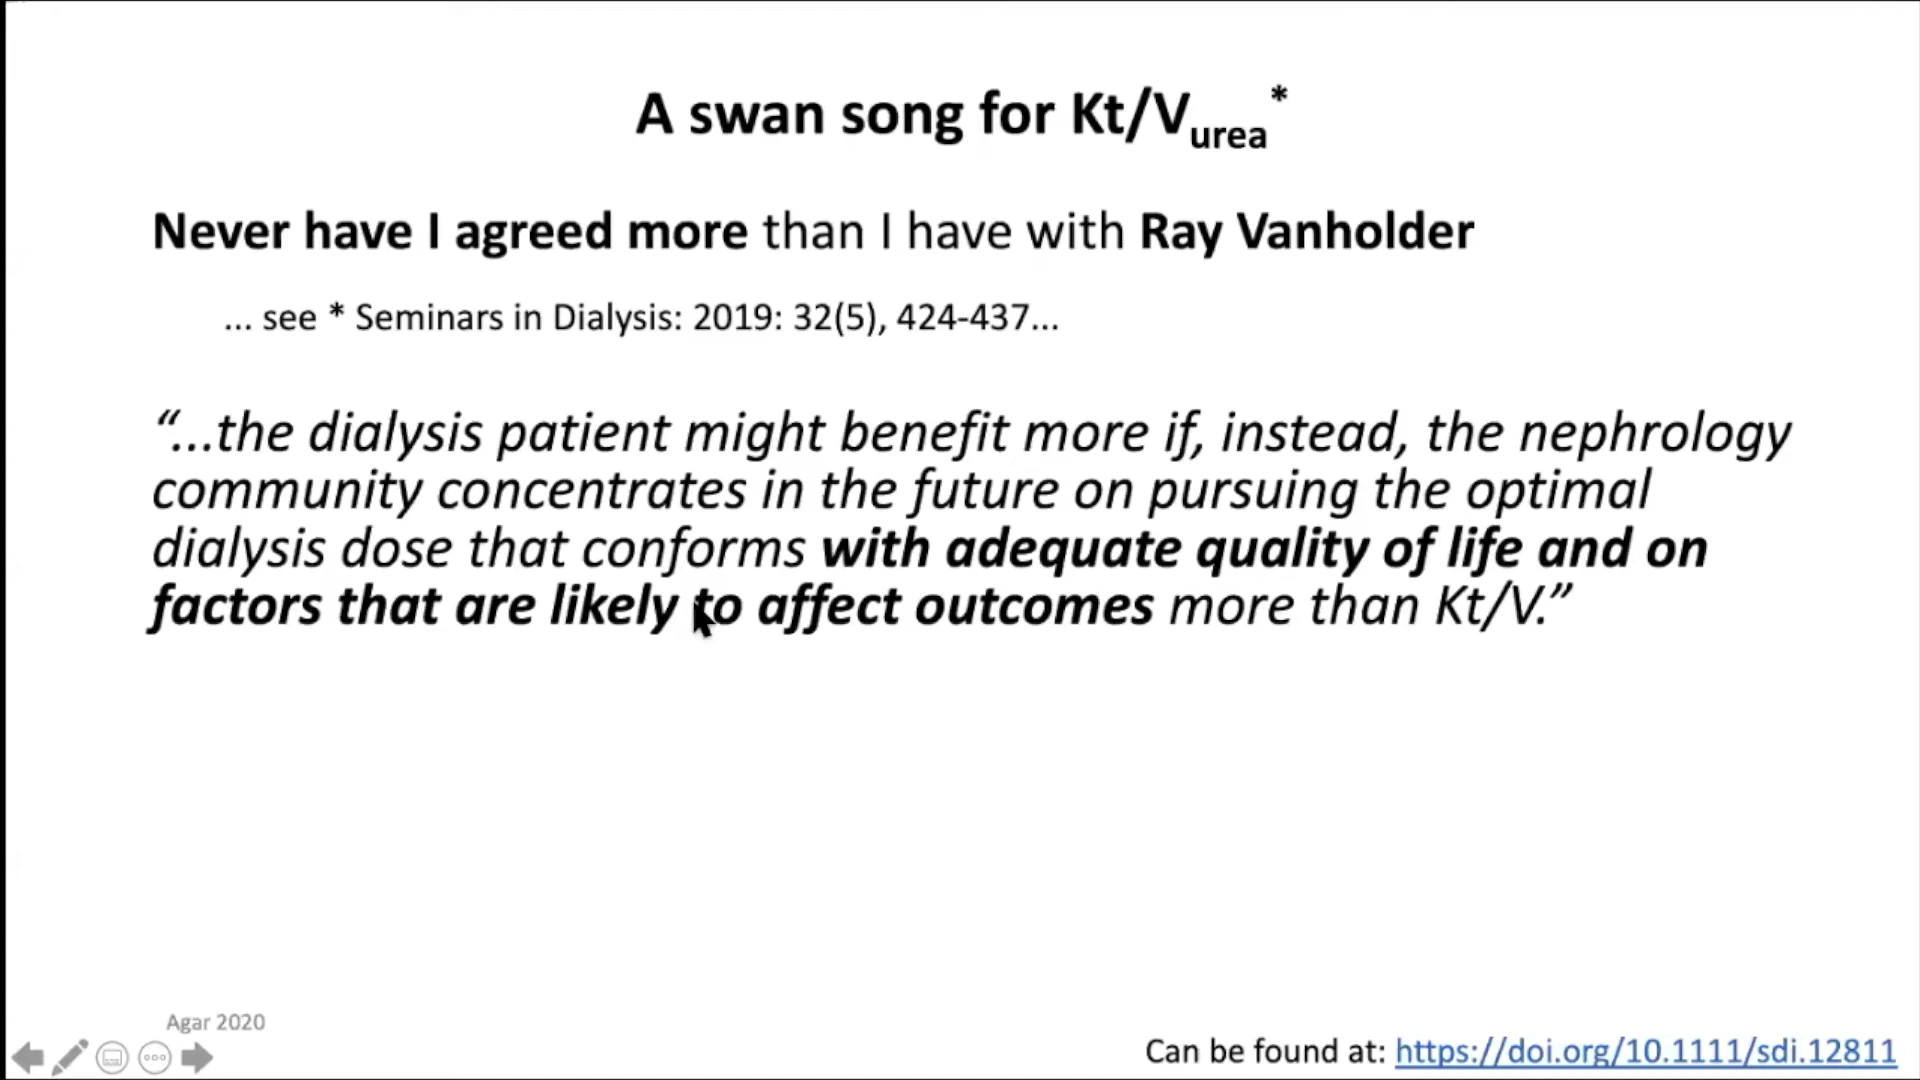 A swan song for Kt/Vurea*
Never have I agreed more than I have with Ray Vanholder
... see * Seminars in Dialysis: 2019: 32(5), 424-437...
“...the dialysis patient might benefit more if, instead, the nephrology
community concentrates in the future on pursuing the optimal
dialysis dose that conforms with adequate quality of life and on
factors that are likely to affect outcomes more than Kt/V.”
Agar 2020
Can be found at: https://doi.org/10.1111/sdi.12811